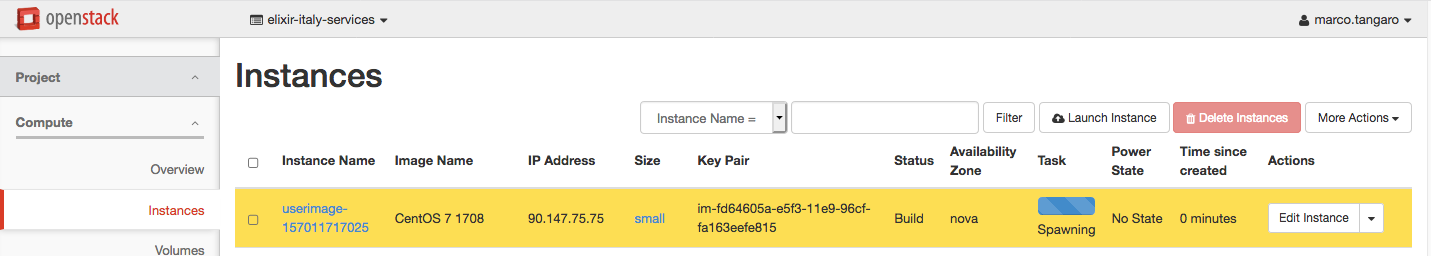 openstack
elixir-italy-services
marco.tangaro
Project
Compute
Overview
Instances
Volumes
Instances
Instance Name =
Filter
Launch Instance
Delete Instances
More Actions
Instance Name
Image Name
IP Address
Size
Key Pair
Status
Availability
Zone
Task
Power
State
Time since
created
Actions
userimage-
157011717025
CentOS 7 1708
90.147.75.75
small
im-fd64605a-e5f3-11e9-96cf-
fa163eefe815
Build
nova
Spawning
No State
0 minutes
Edit Instance